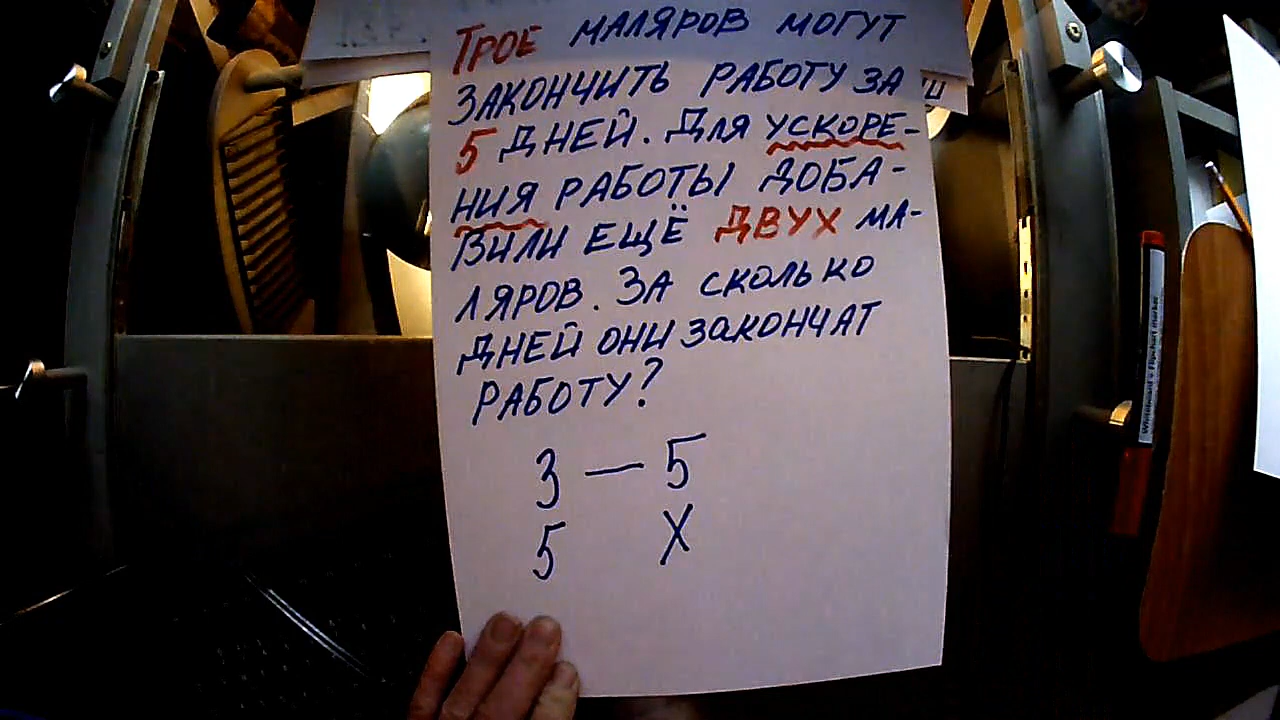 ТРОЕ МАЛЯРОВ МОГУТ
ЗАКОНЧИТЬ РАБОТУ ЗА
5 ДНЕЙ. ДЛЯ УСКОРЕ-
НИЯ РАБОТЫ ДОБА-
ВИЛИ ЕЩЁ ДВУХ МА-
ЛЯРОВ. ЗА СКОЛЬКО
ДНЕЙ ОНИ ЗАКОНЧАТ
РАБОТУ?
3 — 5
5 X